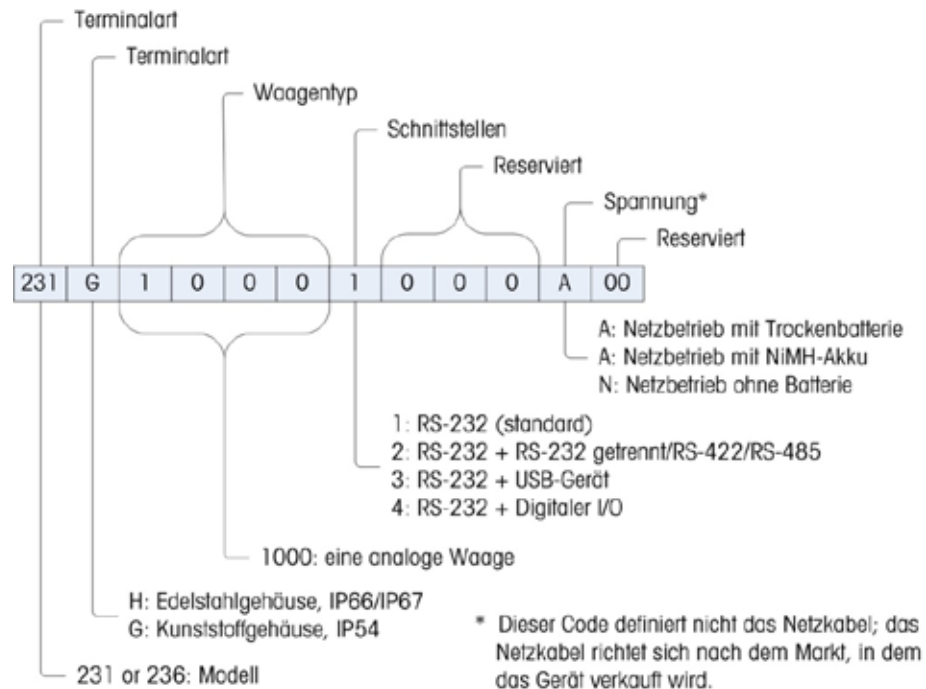 Terminalart
Terminalart
Waagentyp
Schnittstellen
Reserviert
Spannung*
Reserviert
231 G 1 0 0 0 1 0 0 0 A 00
A: Netzbetrieb mit Trockenbatterie
A: Netzbetrieb mit NiMH-Akku
N: Netzbetrieb ohne Batterie
1: RS-232 (standard)
2: RS-232 + RS-232 getrennt/RS-422/RS-485
3: RS-232 + USB-Gerät
4: RS-232 + Digitaler I/O
1000: eine analoge Waage
H: Edelstahlgehäuse, IP66/IP67
G: Kunststoffgehäuse, IP54
231 or 236: Modell
* Dieser Code definiert nicht das Netzkabel; das
Netzkabel richtet sich nach dem Markt, in dem
das Gerät verkauft wird.